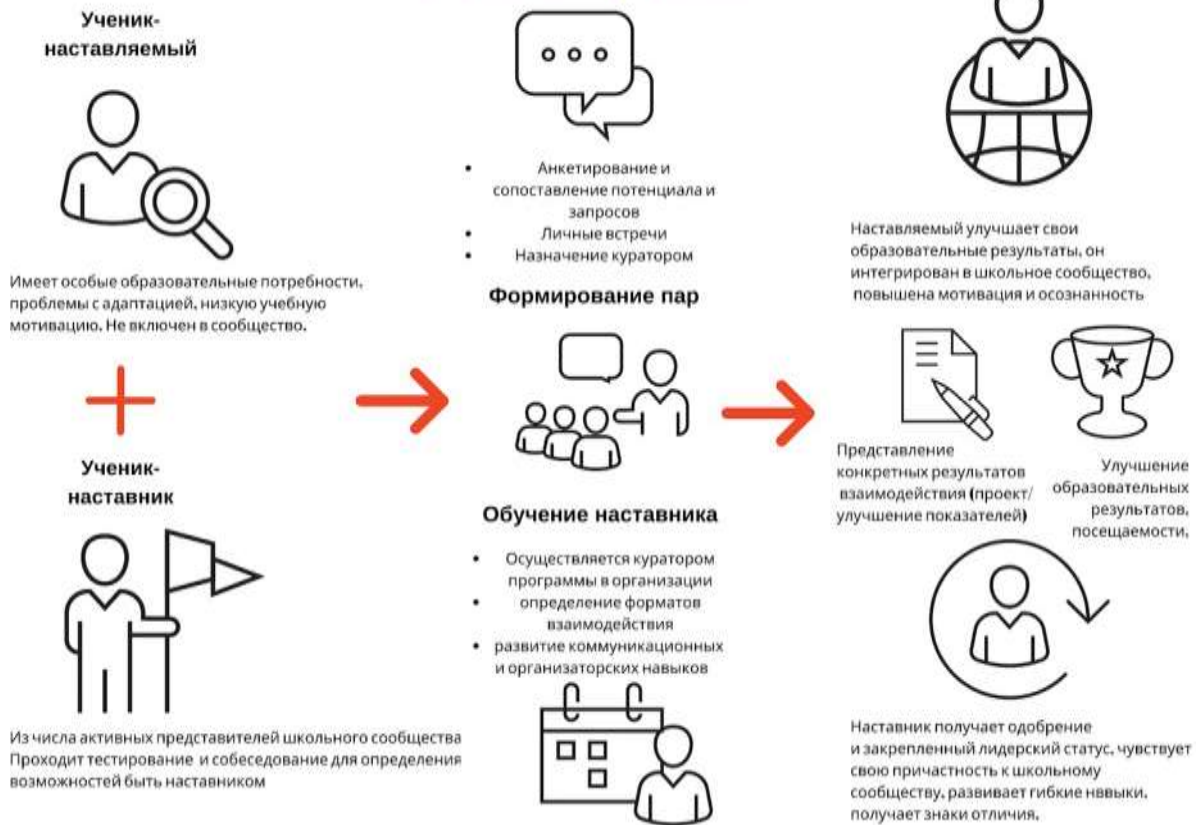 Ученик-
наставляемый
Имеет особые образовательные потребности,
проблемы с адаптацией, низкую учебную
мотивацию. Не включен в сообщество.
Ученик-
наставник
Из числа активных представителей школьного сообщества
Проходит тестирование и собеседование для определения
возможностей быть наставником
• Анкетирование и
сопоставление потенциала и
запросов
• Личные встречи
• Назначение куратором
Формирование пар
Обучение наставника
• Осуществляется куратором
программы в организации
• определение форматов
взаимодействия
• развитие коммуникационных
и организаторских навыков
Наставляемый улучшает свои
образовательные результаты, он
интегрирован в школьное сообщество,
повышена мотивация и осознанность
Представление
конкретных результатов
взаимодействия (проект/
улучшение показателей)
Улучшение
образовательных
результатов,
посещаемости,
Наставник получает одобрение
и закрепленный лидерский статус, чувствует
свою причастность к школьному
сообществу, развивает гибкие нввыки,
получает знаки отличия,